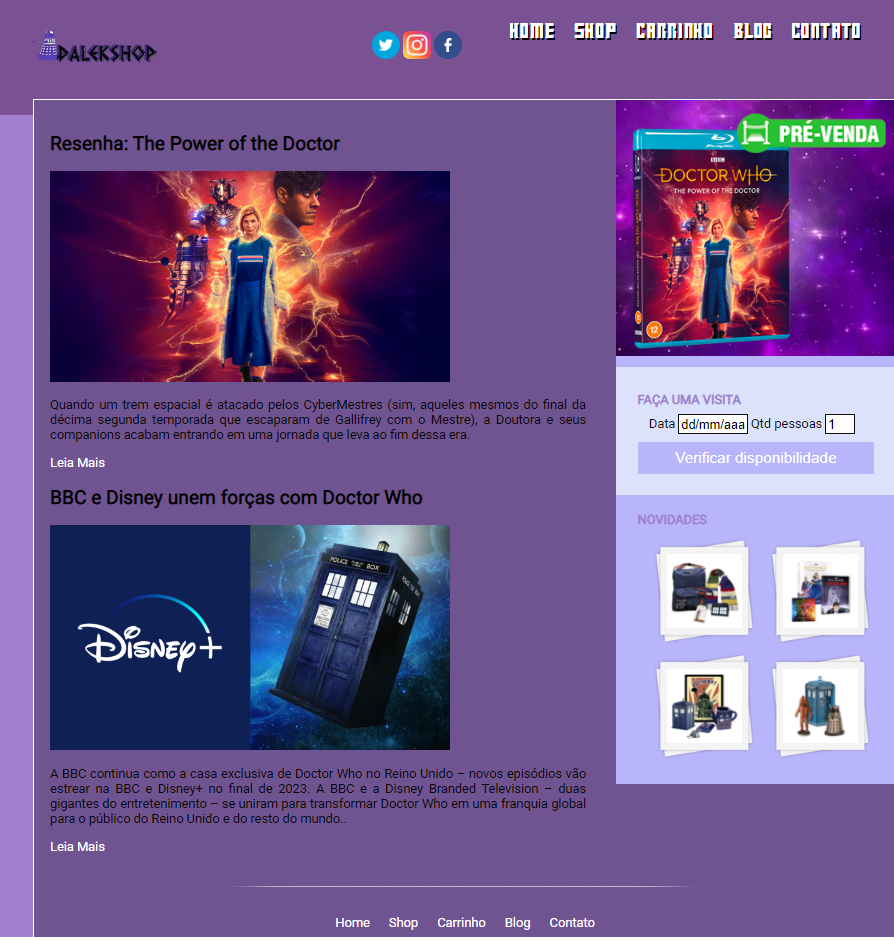 DALEKSHOP
HOME SHOP CARRINHO BLOG CONTATO
Resenha: The Power of the Doctor
Quando um trem espacial é atacado pelos CyberMestres (sim, aqueles mesmos do final da
décima segunda temporada que escaparam de Gallifrey com o Mestre), a Doutora e seus
companions acabam entrando em uma jornada que leva ao fim dessa era.
Leia Mais
BBC e Disney unem forças com Doctor Who
Disney+
POLICE PUBLIC CALL BOX
A BBC continua como a casa exclusiva de Doctor Who no Reino Unido – novos episódios vão
estrear na BBC e Disney+ no final de 2023. A BBC e a Disney Branded Television – duas
gigantes do entretenimento – se uniram para transformar Doctor Who em uma franquia global
para o público do Reino Unido e do resto do mundo..
Leia Mais
PRÉ-VENDA
Blu-ray
BBC
DOCTOR WHO
THE POWER OF THE DOCTOR
12
FAÇA UMA VISITA
Data dd/mm/aaa Qtd pessoas 1
Verificar disponibilidade
NOVIDADES
Home Shop Carrinho Blog Contato